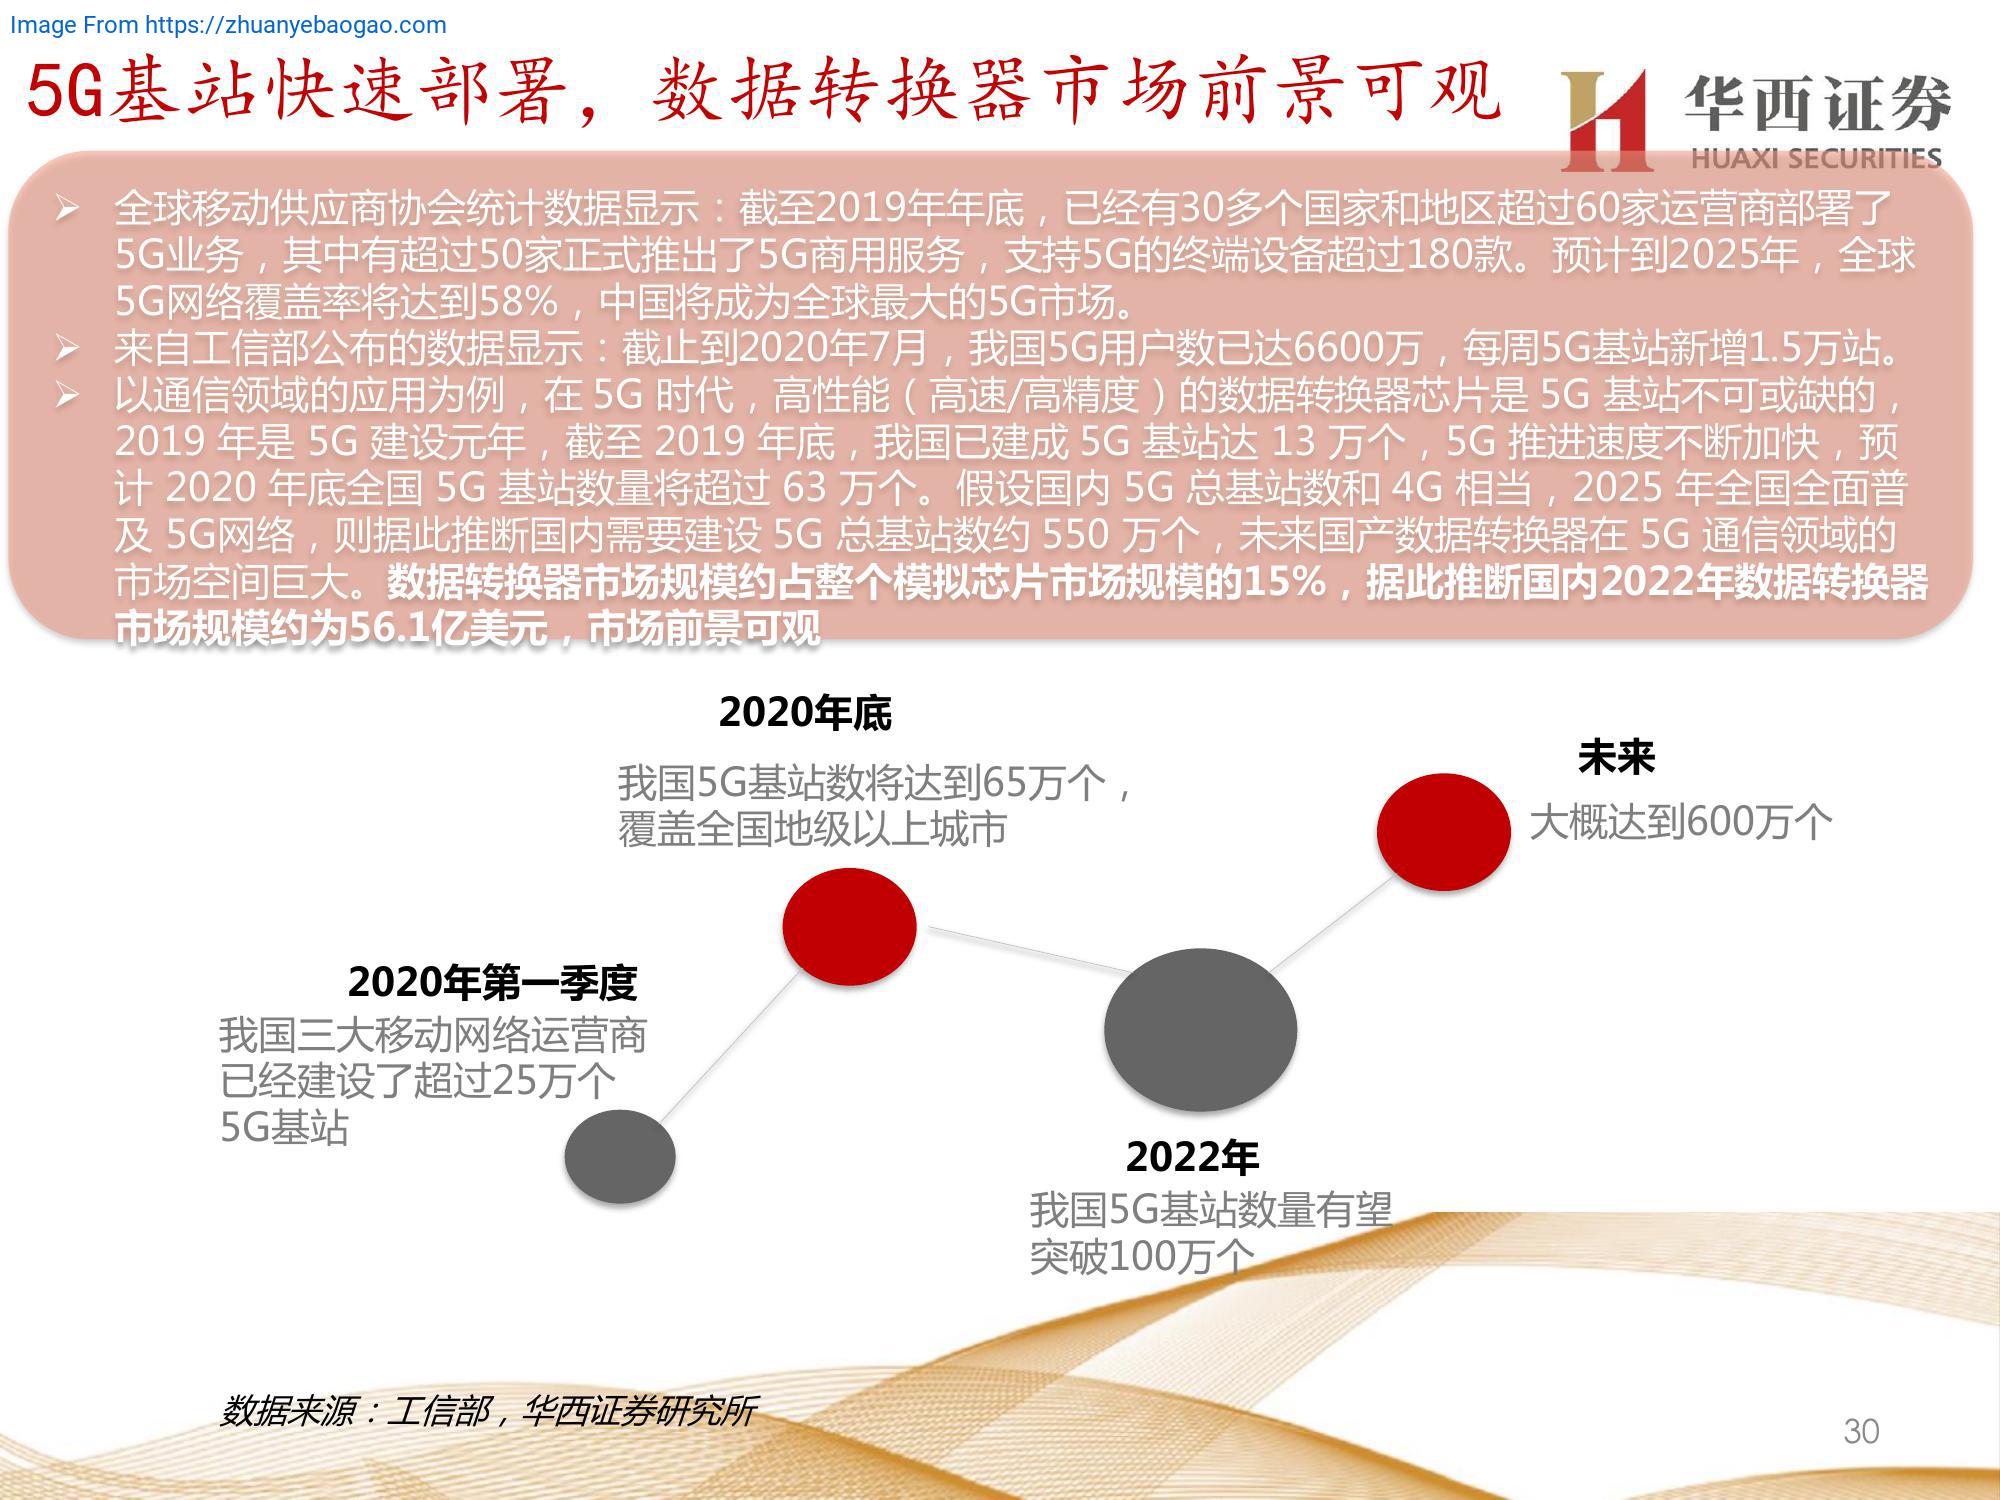 Image From https://zhuanyebaogao.com
5G基站快速部署，数据转换器市场前景可观
华西证券
HUAXI SECURITIES
➢ 全球移动供应商协会统计数据显示：截至2019年年底，已经有30多个国家和地区超过60家运营商部署了
5G业务，其中有超过50家正式推出了5G商用服务，支持5G的终端设备超过180款。预计到2025年，全球
5G网络覆盖率将达到58%，中国将成为全球最大的5G市场。
➢ 来自工信部公布的数据显示：截止到2020年7月，我国5G用户数已达6600万，每周5G基站新增1.5万站。
➢ 以通信领域的应用为例，在 5G 时代，高性能（高速/高精度）的数据转换器芯片是 5G 基站不可或缺的，
2019 年是 5G 建设元年，截至 2019 年底，我国已建成 5G 基站达 13 万个，5G 推进速度不断加快，预
计 2020 年底全国 5G 基站数量将超过 63 万个。假设国内 5G 总基站数和 4G 相当，2025 年全国全面普
及 5G网络，则据此推断国内需要建设 5G 总基站数约 550 万个，未来国产数据转换器在 5G 通信领域的
市场空间巨大。数据转换器市场规模约占整个模拟芯片市场规模的15%，据此推断国内2022年数据转换器
市场规模约为56.1亿美元，市场前景可观
2020年底
我国5G基站数将达到65万个，
覆盖全国地级以上城市
未来
大概达到600万个
2020年第一季度
我国三大移动网络运营商
已经建设了超过25万个
5G基站
2022年
我国5G基站数量有望
突破100万个
数据来源：工信部，华西证券研究所
30